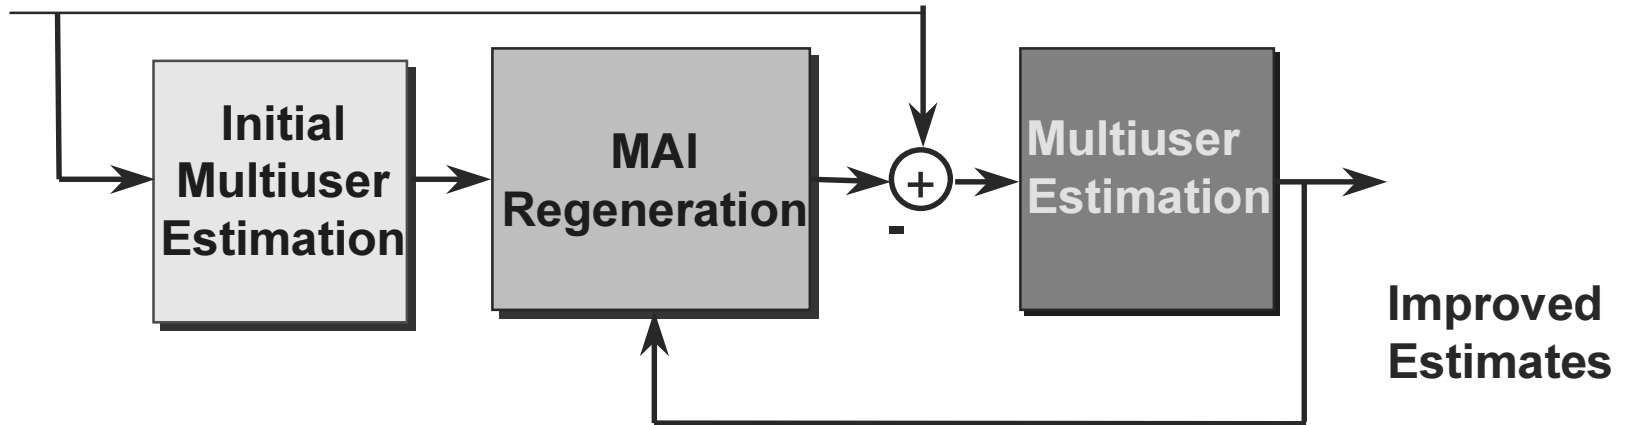 Initial
Multiuser
Estimation
MAI
Regeneration
+
-
Multiuser
Estimation
Improved
Estimates